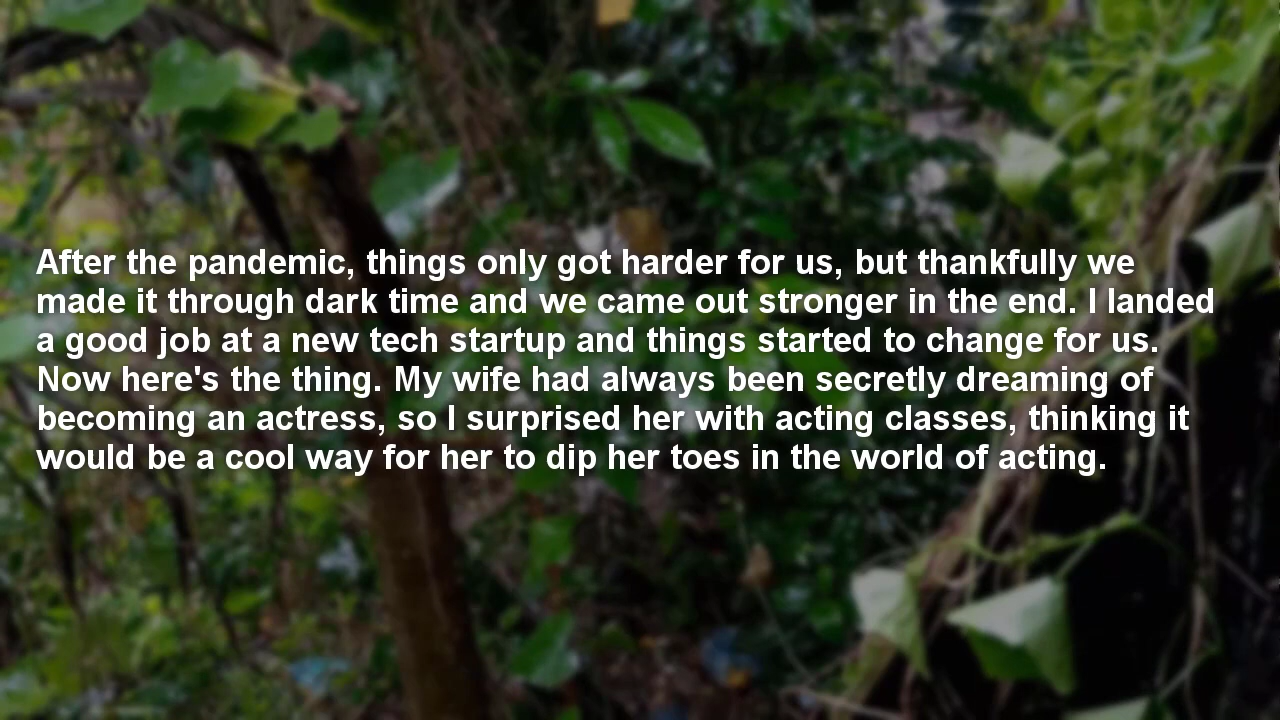 After the pandemic, things only got harder for us, but thankfully we
made it through dark time and we came out stronger in the end. I landed
a good job at a new tech startup and things started to change for us.
Now here's the thing. My wife had always been secretly dreaming of
becoming an actress, so I surprised her with acting classes, thinking it
would be a cool way for her to dip her toes in the world of acting.